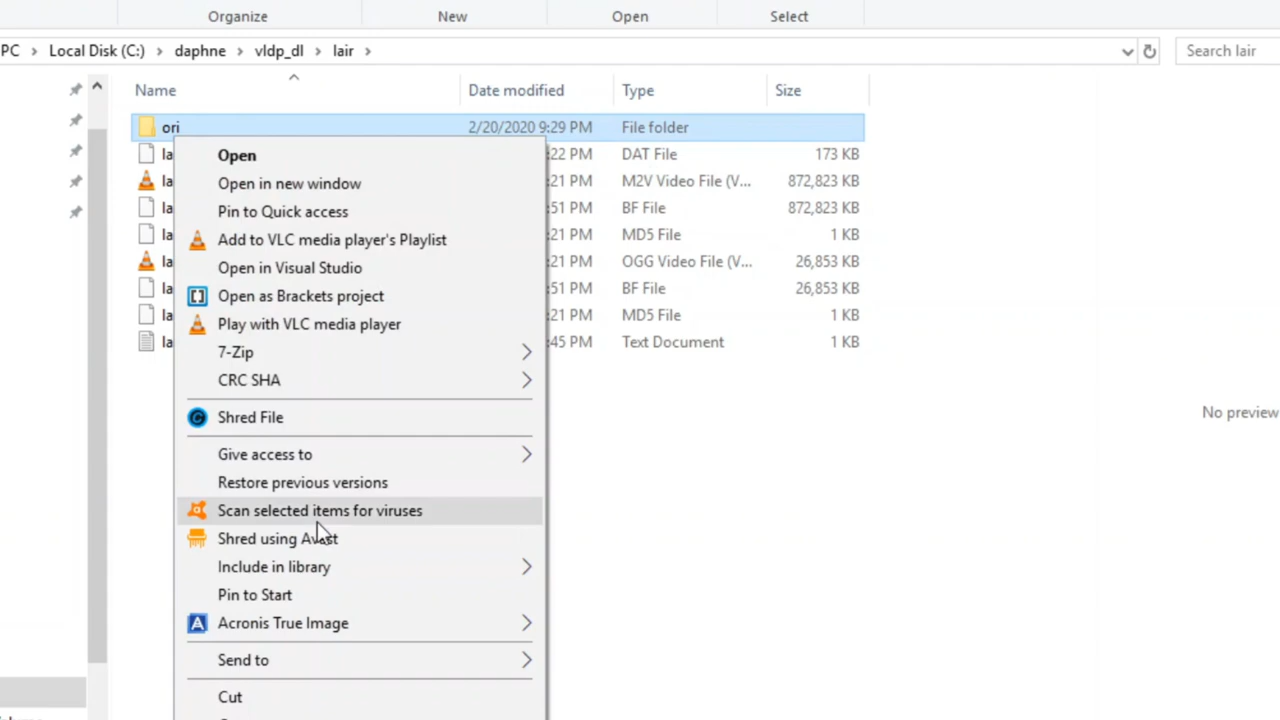 Organize New Open Select
PC > Local Disk (C:) > daphne > vldp_dl > lair > Search lair
Name Date modified Type Size
ori 2/20/2020 9:29 PM File folder
la :22 PM DAT File 173 KB
la :21 PM M2V Video File (V... 872,823 KB
la :51 PM BF File 872,823 KB
la :21 PM MD5 File 1 KB
la :21 PM OGG Video File (V... 26,853 KB
la :51 PM BF File 26,853 KB
la :21 PM MD5 File 1 KB
la :45 PM Text Document 1 KB
Open
Open in new window
Pin to Quick access
Add to VLC media player's Playlist
Open in Visual Studio
Open as Brackets project
Play with VLC media player
7-Zip
CRC SHA
Shred File
Give access to
Restore previous versions
Scan selected items for viruses
Shred using Avast
Include in library
Pin to Start
Acronis True Image
Send to
Cut
No preview